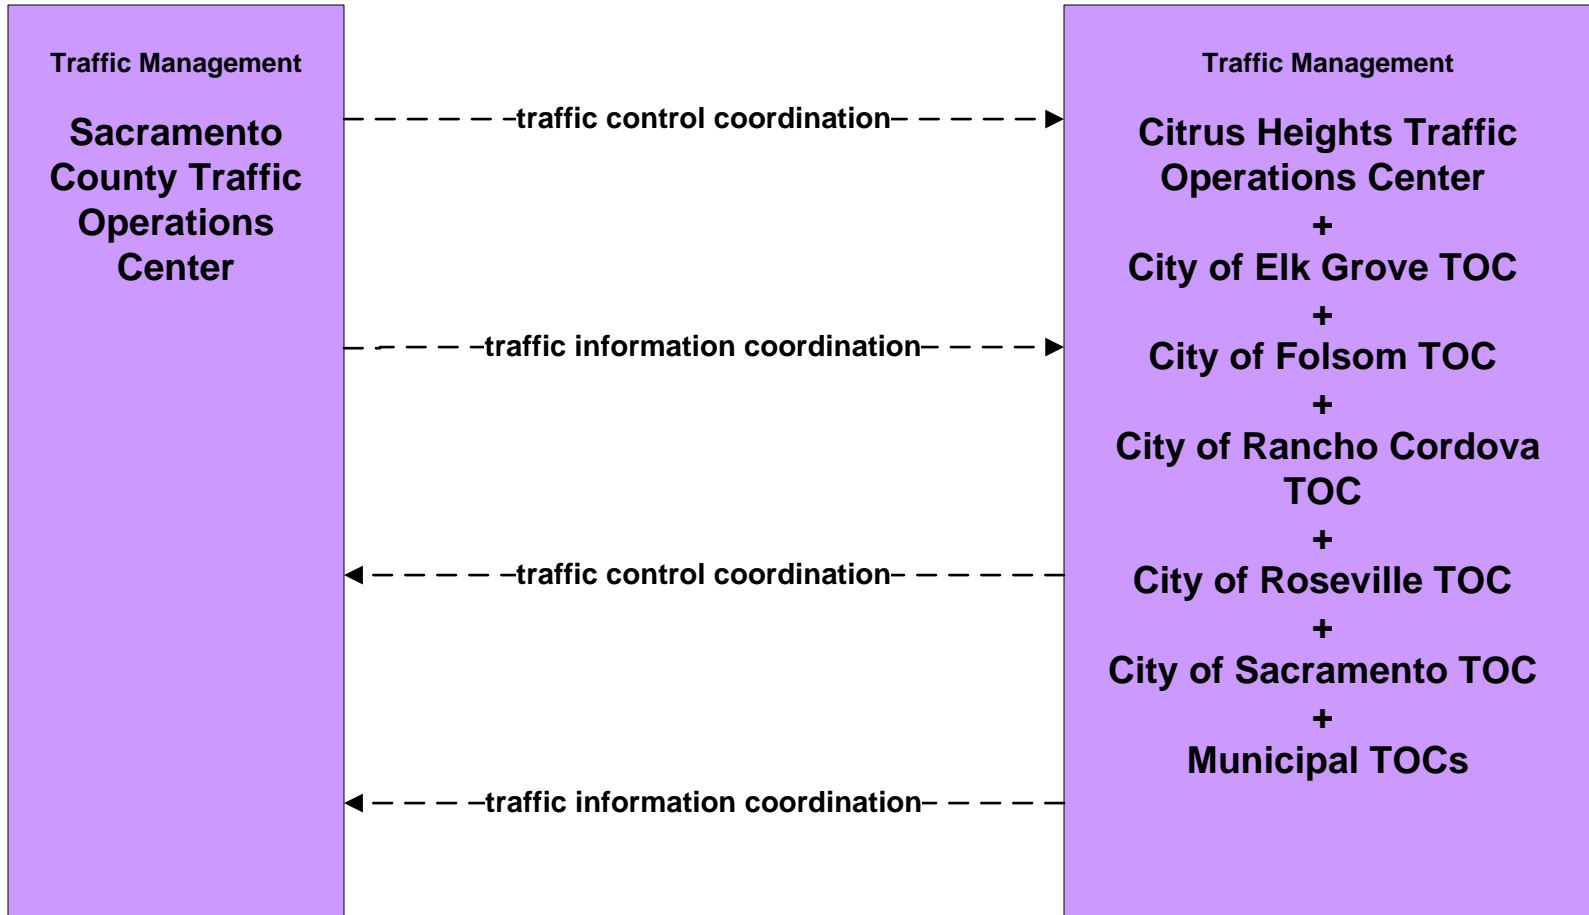 Traffic Management
Sacramento
County Traffic
Operations
Center
traffic control coordination
traffic information coordination
traffic control coordination
traffic information coordination
Traffic Management
Citrus Heights Traffic
Operations Center
+
City of Elk Grove TOC
+
City of Folsom TOC
+
City of Rancho Cordova
TOC
+
City of Roseville TOC
+
City of Sacramento TOC
+
Municipal TOCs